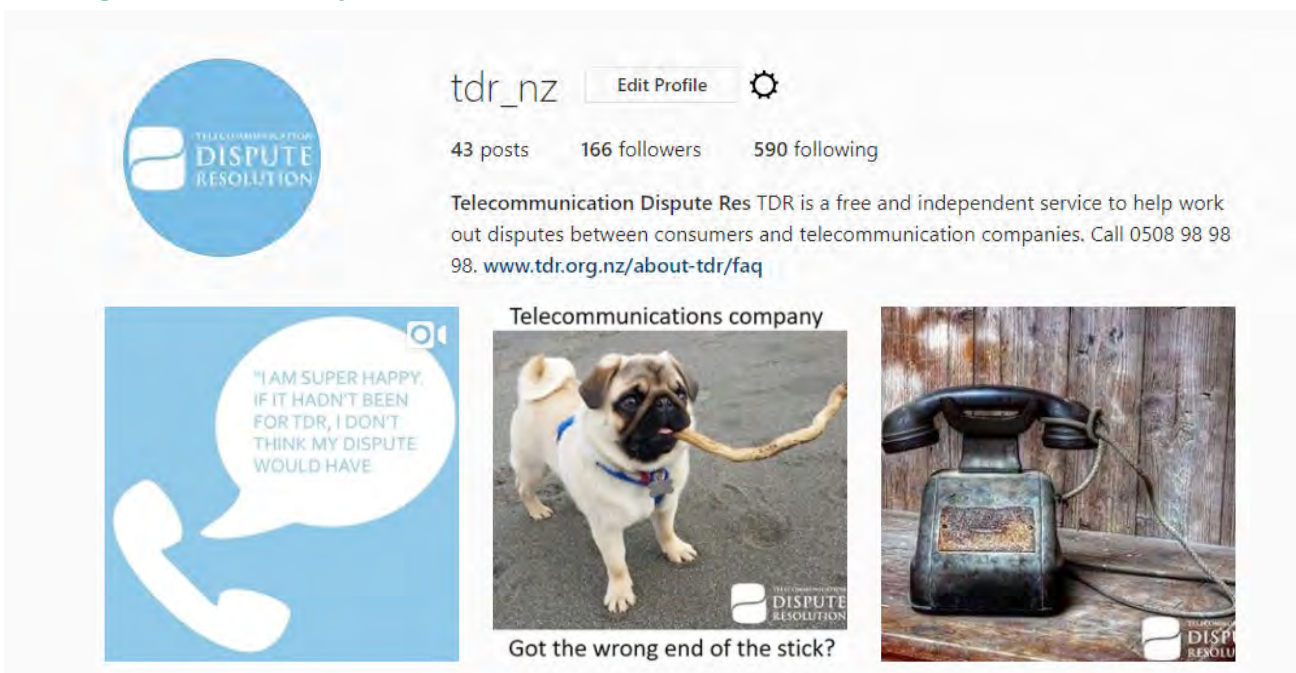 TELECOMMUNICATION
DISPUTE
RESOLUTION
tdr_nz Edit Profile
43 posts 166 followers 590 following
Telecommunication Dispute Res TDR is a free and independent service to help work
out disputes between consumers and telecommunication companies. Call 0508 98 98
98. www.tdr.org.nz/about-tdr/faq
"I AM SUPER HAPPY.
IF IT HADN'T BEEN
FOR TDR, I DON'T
THINK MY DISPUTE
WOULD HAVE
Telecommunications company
TELECOMMUNICATION
DISPUTE
RESOLUTION
Got the wrong end of the stick?
DISP
RESOLU